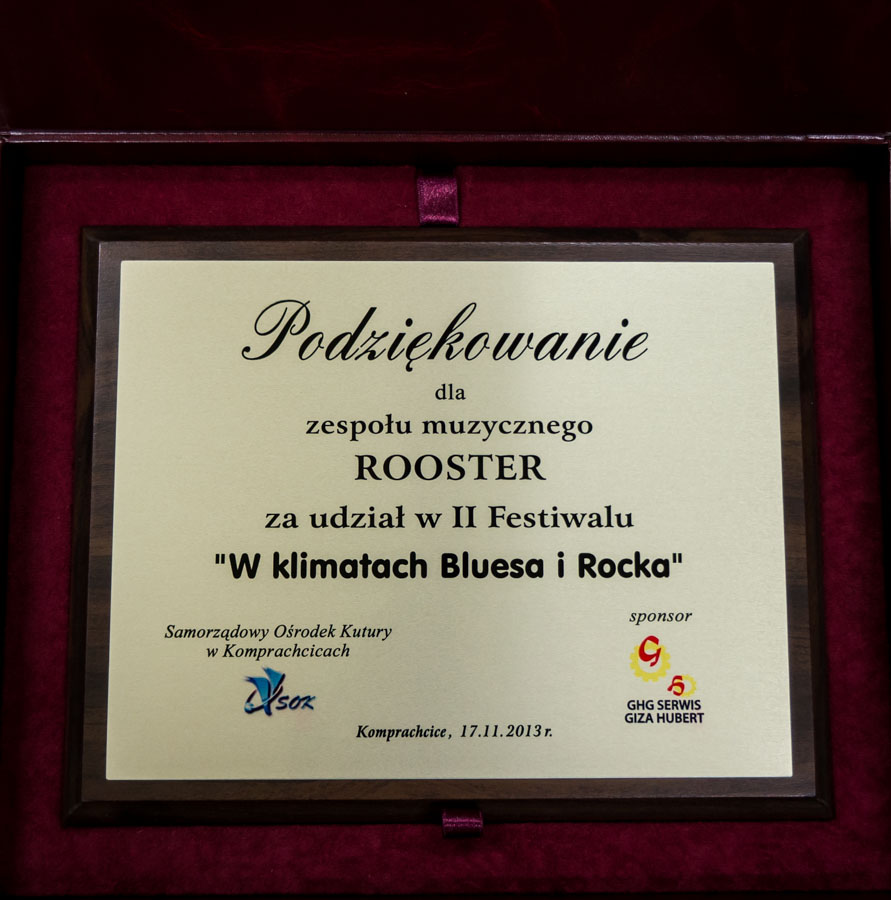 Podziękowanie
dla
zespołu muzycznego
ROOSTER
za udział w II Festiwalu
"W klimatach Bluesa i Rocka"
Samorządowy Ośrodek Kutury
w Komprachcicach
SOK
sponsor
G
GHG SERWIS
GIZA HUBERT
Komprachcice, 17.11.2013 r.